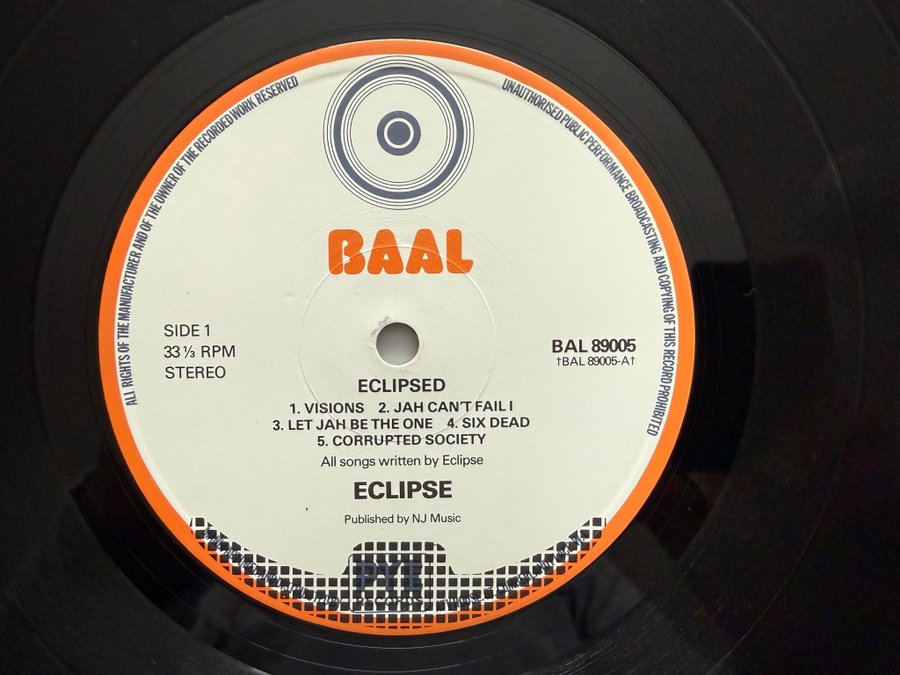 ALL RIGHTS OF THE MANUFACTURER AND OF THE OWNER OF THE RECORDED WORK RESERVED
UNAUTHORISED PUBLIC PERFORMANCE BROADCASTING AND COPYING OF THIS RECORD PROHIBITED
BAAL
SIDE 1
33⅓ RPM
STEREO
BAL 89005
†BAL 89005-A†
ECLIPSED
1. VISIONS 2. JAH CAN'T FAIL I
3. LET JAH BE THE ONE 4. SIX DEAD
5. CORRUPTED SOCIETY
All songs written by Eclipse
ECLIPSE
Published by NJ Music
PYE
RECORDS